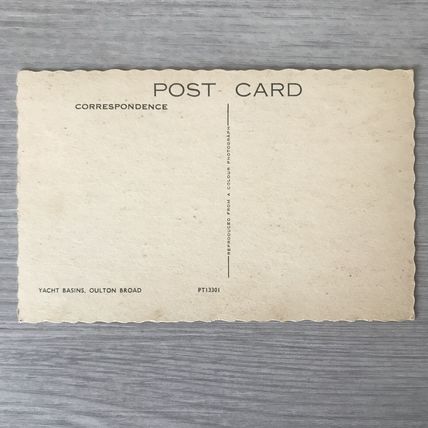 POST CARD
CORRESPONDENCE
REPRODUCED FROM A COLOUR PHOTOGRAPH
YACHT BASINS, OULTON BROAD
PT13301